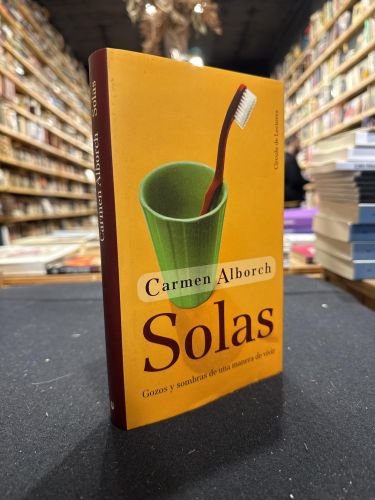 Carmen Alborch
Solas
Gozos y sombras de una manera de vivir
Círculo de Lectores
Carmen Alborch Solas